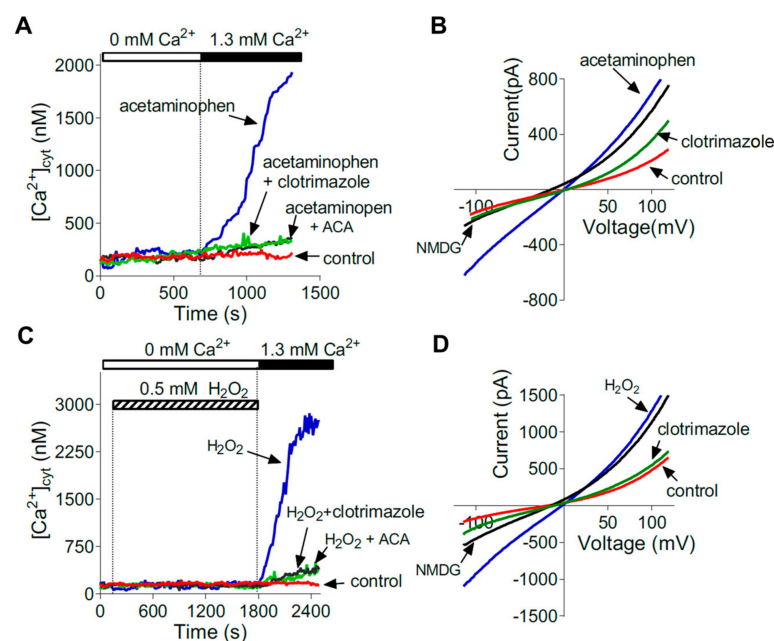 A
0 mM Ca²⁺ 1.3 mM Ca²⁺
2000
1500
1000
500
0
[Ca²⁺]cyt (nM)
acetaminophen
acetaminophen
+ clotrimazole
acetaminopen
+ ACA
control
0 500 1000 1500
Time (s)
B
Current(pA)
800
400
-400
-800
acetaminophen
clotrimazole
control
NMDG
-100 50 100
Voltage(mV)
C
0 mM Ca²⁺ 1.3 mM Ca²⁺
0.5 mM H₂O₂
3000
2250
1500
750
0
[Ca²⁺]cyt (nM)
H₂O₂
H₂O₂+clotrimazole
H₂O₂ + ACA
control
0 600 1200 1800 2400
Time (s)
D
Current (pA)
1500
1000
500
-500
-1000
-1500
H₂O₂
clotrimazole
control
NMDG
-100 50 100
Voltage (mV)